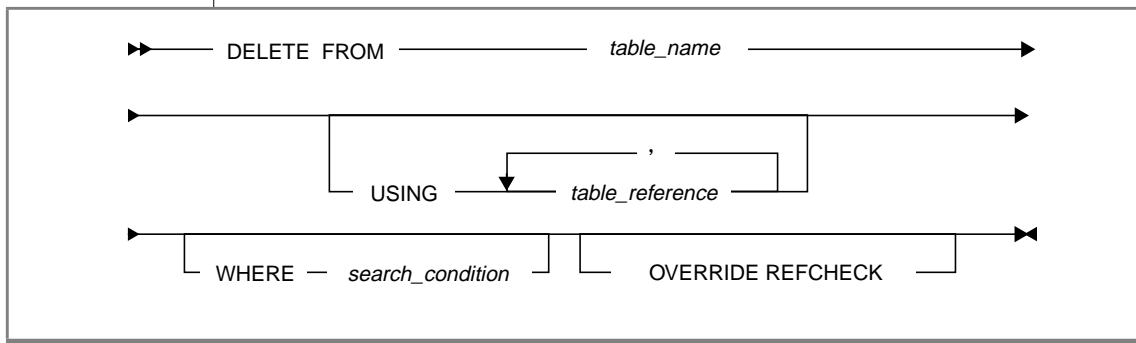 DELETE FROM table_name
,
USING table_reference
WHERE search_condition OVERRIDE REFCHECK